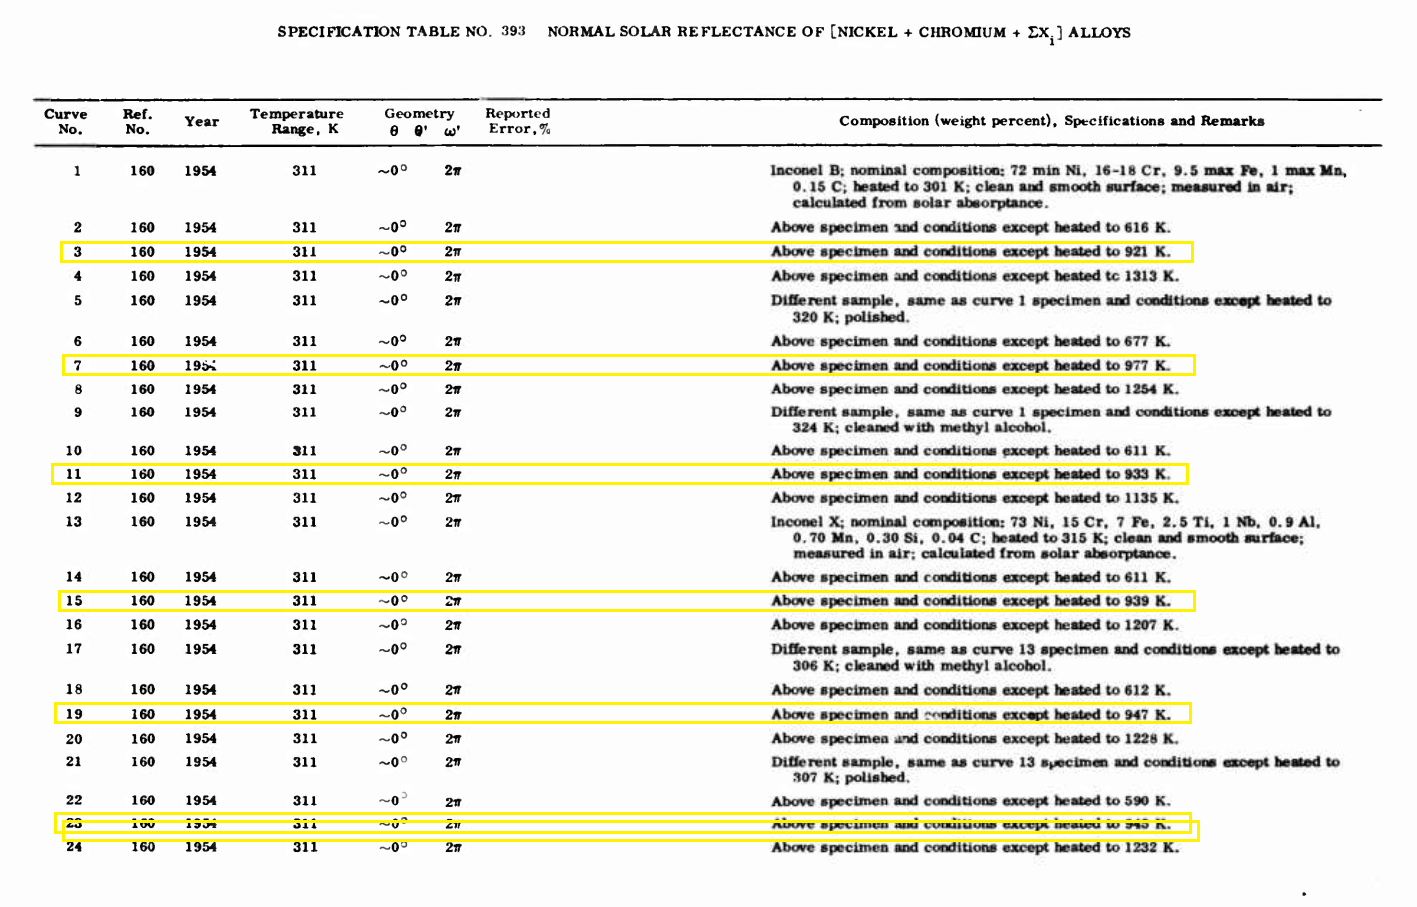 SPECIFICATION TABLE NO. 393 NORMAL SOLAR REFLECTANCE OF [NICKEL + CHROMIUM + ΣXi] ALLOYS
Curve No. Ref. No. Year Temperature Range, K Geometry θ θ' ω' Reported Error, % Composition (weight percent), Specifications and Remarks
1 160 1954 311 ~0° 2π Inconel B; nominal composition: 72 min Ni, 16-18 Cr, 9.5 max Fe, 1 max Mn,
0.15 C; heated to 301 K; clean and smooth surface; measured in air;
calculated from solar absorptance.
2 160 1954 311 ~0° 2π Above specimen and conditions except heated to 616 K.
3 160 1954 311 ~0° 2π Above specimen and conditions except heated to 921 K.
4 160 1954 311 ~0° 2π Above specimen and conditions except heated to 1313 K.
5 160 1954 311 ~0° 2π Different sample, same as curve 1 specimen and conditions except heated to
320 K; polished.
6 160 1954 311 ~0° 2π Above specimen and conditions except heated to 677 K.
7 160 311 ~0° 2π Above specimen and conditions except heated to 977 K.
8 160 1954 311 ~0° 2π Above specimen and conditions except heated to 1254 K.
9 160 1954 311 ~0° 2π Different sample, same as curve 1 specimen and conditions except heated to
324 K; cleaned with methyl alcohol.
10 160 1954 311 ~0° 2π Above specimen and conditions except heated to 611 K.
11 160 1954 311 ~0° 2π Above specimen and conditions except heated to 933 K.
12 160 1954 311 ~0° 2π Above specimen and conditions except heated to 1135 K.
13 160 1954 311 ~0° 2π Inconel X; nominal composition: 73 Ni, 15 Cr, 7 Fe, 2.5 Ti, 1 Nb, 0.9 Al,
0.70 Mn, 0.30 Si, 0.04 C; heated to 315 K; clean and smooth surface;
measured in air; calculated from solar absorptance.
14 160 1954 311 ~0° 2π Above specimen and conditions except heated to 611 K.
15 160 1954 311 ~0° 2π Above specimen and conditions except heated to 939 K.
16 160 1954 311 ~0° 2π Above specimen and conditions except heated to 1207 K.
17 160 1954 311 ~0° 2π Different sample, same as curve 13 specimen and conditions except heated to
306 K; cleaned with methyl alcohol.
18 160 1954 311 ~0° 2π Above specimen and conditions except heated to 612 K.
19 160 1954 311 ~0° 2π Above specimen and conditions except heated to 947 K.
20 160 1954 311 ~0° 2π Above specimen and conditions except heated to 1228 K.
21 160 1954 311 ~0° 2π Different sample, same as curve 13 specimen and conditions except heated to
307 K; polished.
22 160 1954 311 ~0° 2π Above specimen and conditions except heated to 590 K.
23 160 1954 311 ~0° 2π Above specimen and conditions except heated to K.
24 160 1954 311 ~0° 2π Above specimen and conditions except heated to 1232 K.